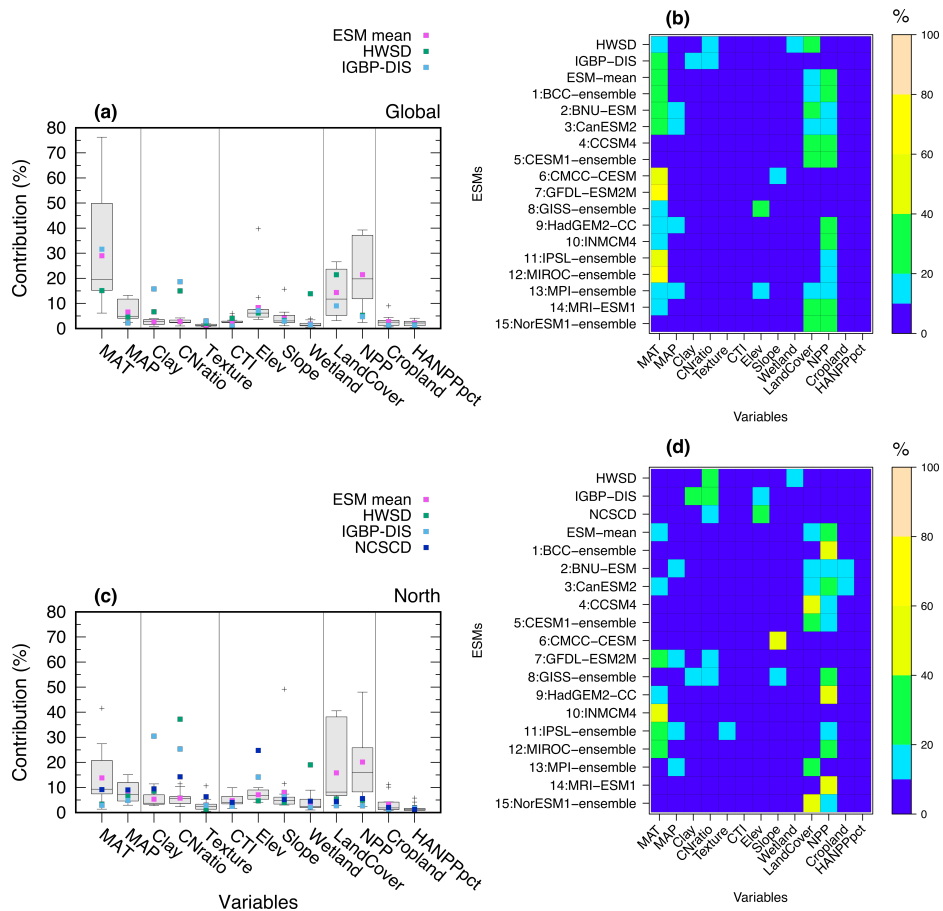 ESM mean
HWSD
IGBP-DIS
(a)
Global
Contribution (%)
80
70
60
50
40
30
20
10
0
MAT
MAP
Clay
CNratio
Texture
CTI
Elev
Slope
Wetland
LandCover
NPP
Cropland
HANPPpct
(b)
%
ESMs
HWSD
IGBP−DIS
ESM−mean
1:BCC−ensemble
2:BNU−ESM
3:CanESM2
4:CCSM4
5:CESM1−ensemble
6:CMCC−CESM
7:GFDL−ESM2M
8:GISS−ensemble
9:HadGEM2−CC
10:INMCM4
11:IPSL−ensemble
12:MIROC−ensemble
13:MPI−ensemble
14:MRI−ESM1
15:NorESM1−ensemble
MAT
MAP
Clay
CNratio
Texture
CTI
Elev
Slope
Wetland
LandCover
NPP
Cropland
HANPPpct
Variables
100
80
60
40
20
0
ESM mean
HWSD
IGBP-DIS
NCSCD
(c)
North
Contribution (%)
80
70
60
50
40
30
20
10
0
MAT
MAP
Clay
CNratio
Texture
CTI
Elev
Slope
Wetland
LandCover
NPP
Cropland
HANPPpct
Variables
(d)
%
ESMs
HWSD
IGBP−DIS
NCSCD
ESM−mean
1:BCC−ensemble
2:BNU−ESM
3:CanESM2
4:CCSM4
5:CESM1−ensemble
6:CMCC−CESM
7:GFDL−ESM2M
8:GISS−ensemble
9:HadGEM2−CC
10:INMCM4
11:IPSL−ensemble
12:MIROC−ensemble
13:MPI−ensemble
14:MRI−ESM1
15:NorESM1−ensemble
MAT
MAP
Clay
CNratio
Texture
CTI
Elev
Slope
Wetland
LandCover
NPP
Cropland
HANPPpct
Variables
100
80
60
40
20
0